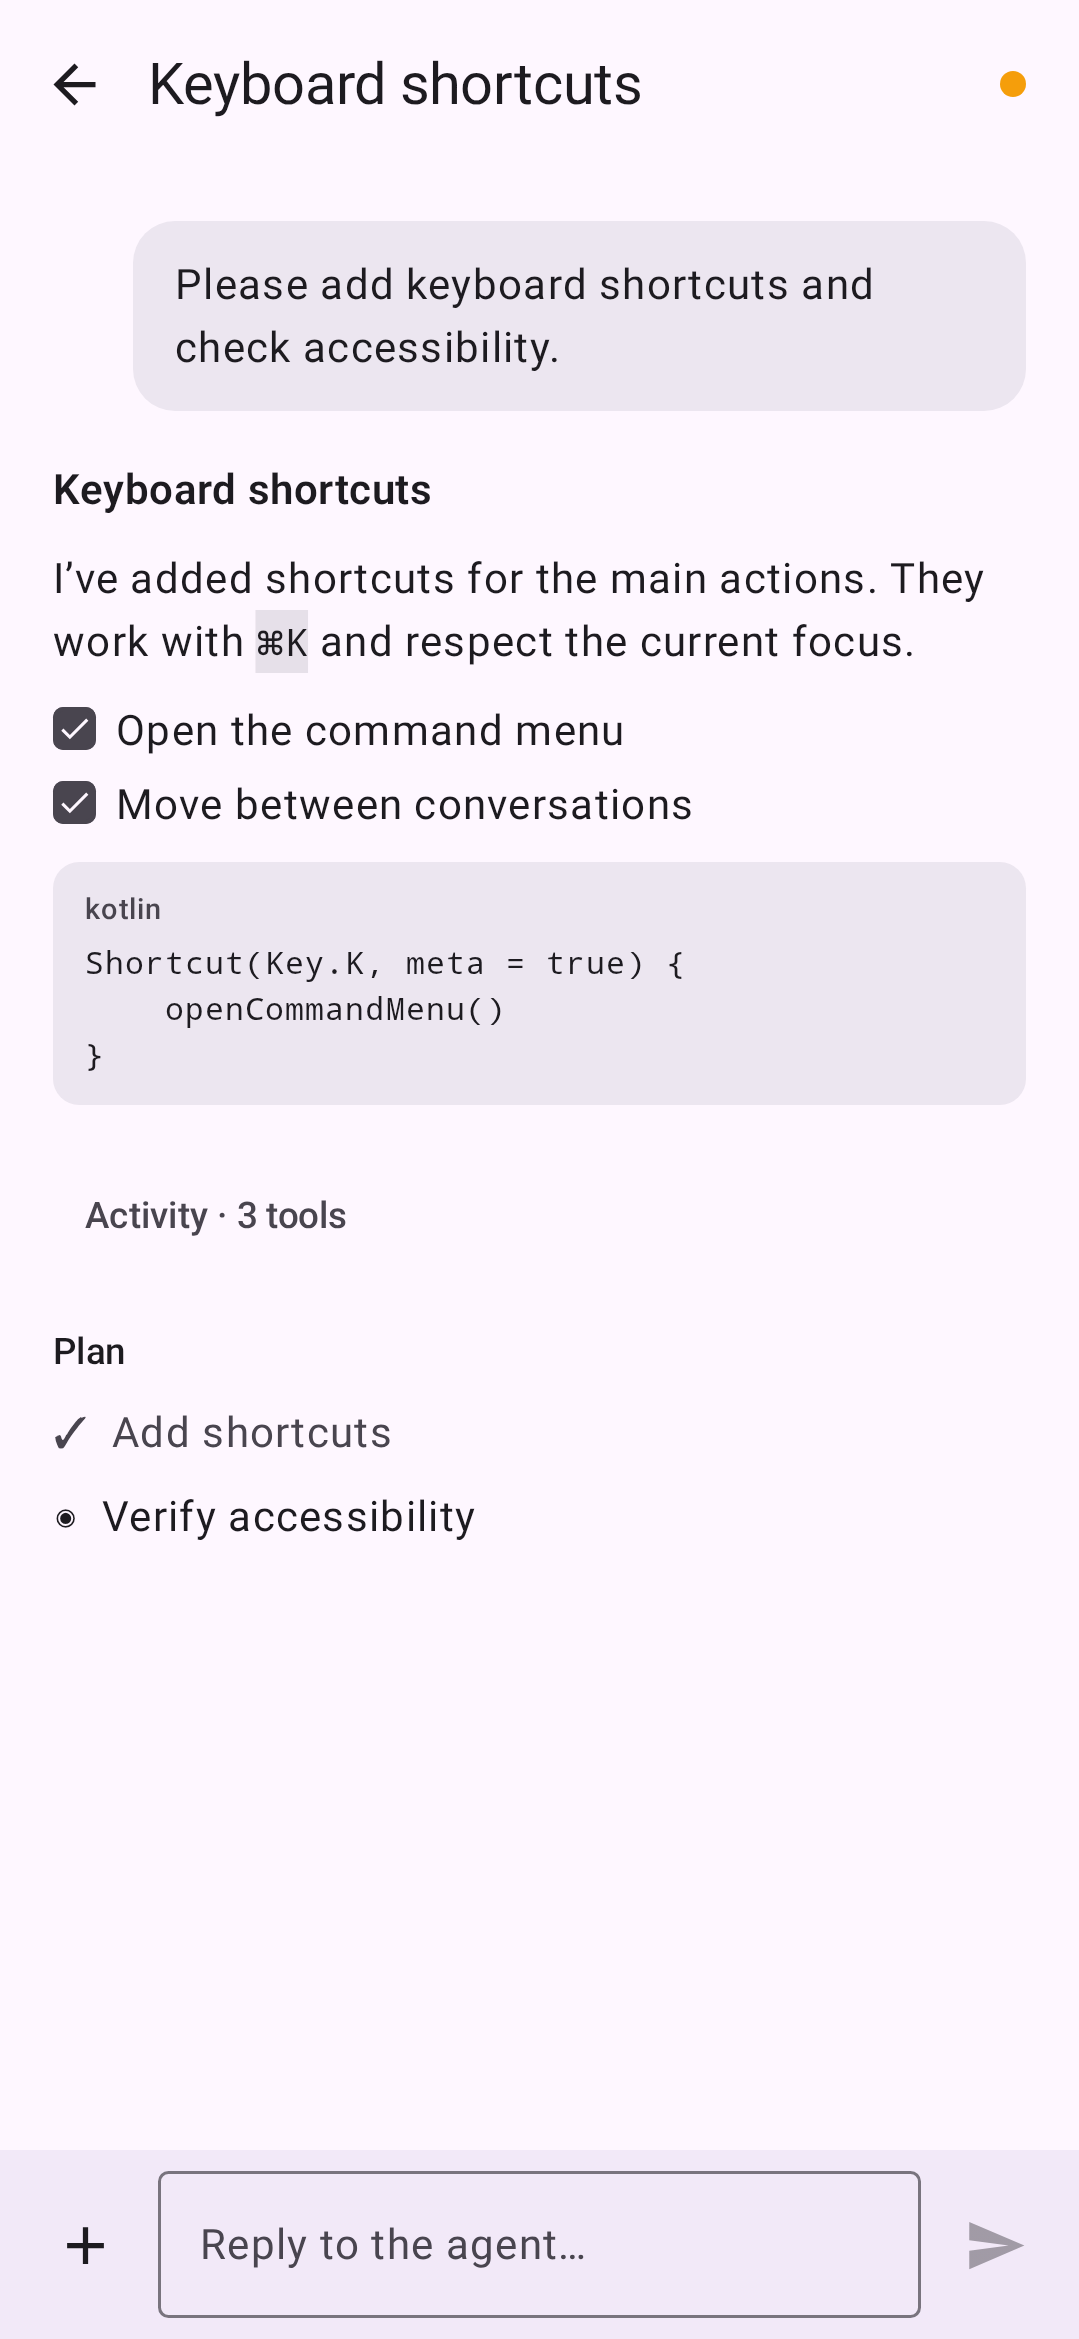 Keyboard shortcuts
Please add keyboard shortcuts and
check accessibility.
Keyboard shortcuts
I’ve added shortcuts for the main actions. They
work with ⌘K and respect the current focus.
Open the command menu
Move between conversations
kotlin
Shortcut(Key.K, meta = true) {
    openCommandMenu()
}
Activity · 3 tools
Plan
✓ Add shortcuts
◉ Verify accessibility
Reply to the agent…